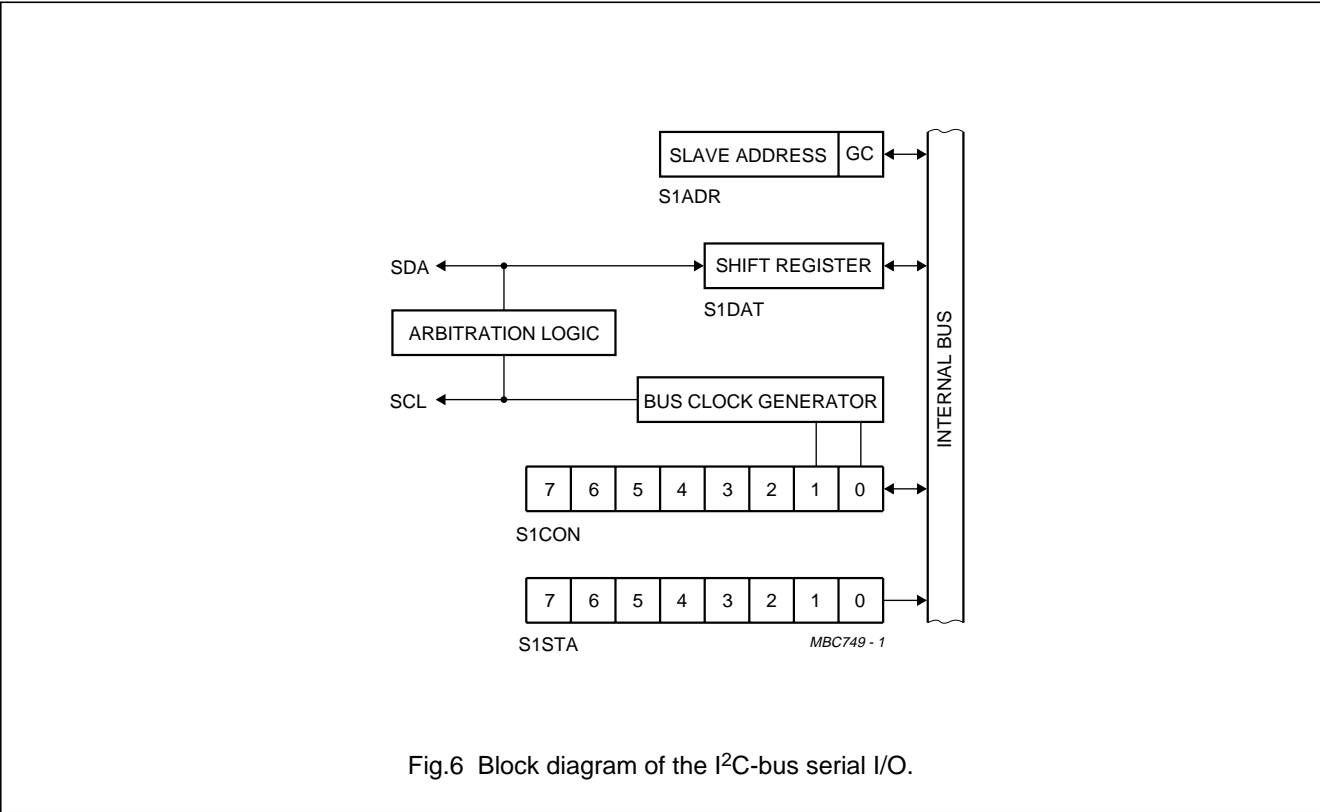 SLAVE ADDRESS GC
S1ADR
SDA SHIFT REGISTER
S1DAT
ARBITRATION LOGIC
SCL BUS CLOCK GENERATOR
INTERNAL BUS
7 6 5 4 3 2 1 0
S1CON
7 6 5 4 3 2 1 0
S1STA MBC749 - 1
Fig.6 Block diagram of the I²C-bus serial I/O.